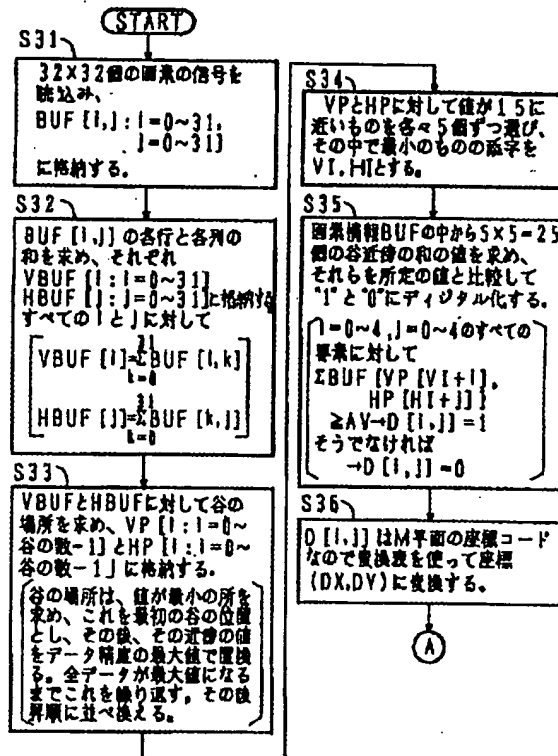 START
S31
32×32個の画素の信号を
読込み、
BUF [i,j:i=0~31,
j=0~31]
に格納する。
S32
BUF [i,j] の各行と各列の
和を求め、それぞれ
VBUF [i:i=0~31]
HBUF [j:j=0~31]に格納する
すべてのiとjに対して
31
VBUF [i]=ΣBUF [i,k]
k=0
31
HBUF [j]=ΣBUF [k,j]
k=0
S33
VBUFとHBUFに対して谷の
場所を求め、VP [i:i=0~
谷の数-1]とHP [i:i=0~
谷の数-1」に格納する。
谷の場所は、値が最小の所を
求め、これを最初の谷の位置
とし、その後、その近傍の値
をデータ精度の最大値で置換
る。全データが最大値になる
までこれを繰り返す。その後
昇順に並べ換える。
S34
VPとHPに対して値が15に
近いものを各々5個ずつ選び、
その中で最小のものの添字を
VI,HIとする。
S35
画素情報BUFの中から5×5=25
個の谷近傍の和の値を求め、
それらを所定の値と比較して
"1"と"0"にディジタル化する。
i=0~4,j=0~4のすべての
要素に対して
ΣBUF [VP [VI+i],
HP [HI+j]]
≧AV→D [i,j]=1
そうでなければ
→D [i,j]=0
S36
D [i,j] はM平面の座標コード
なので変換表を使って座標
(DX,DY)に変換する。
A